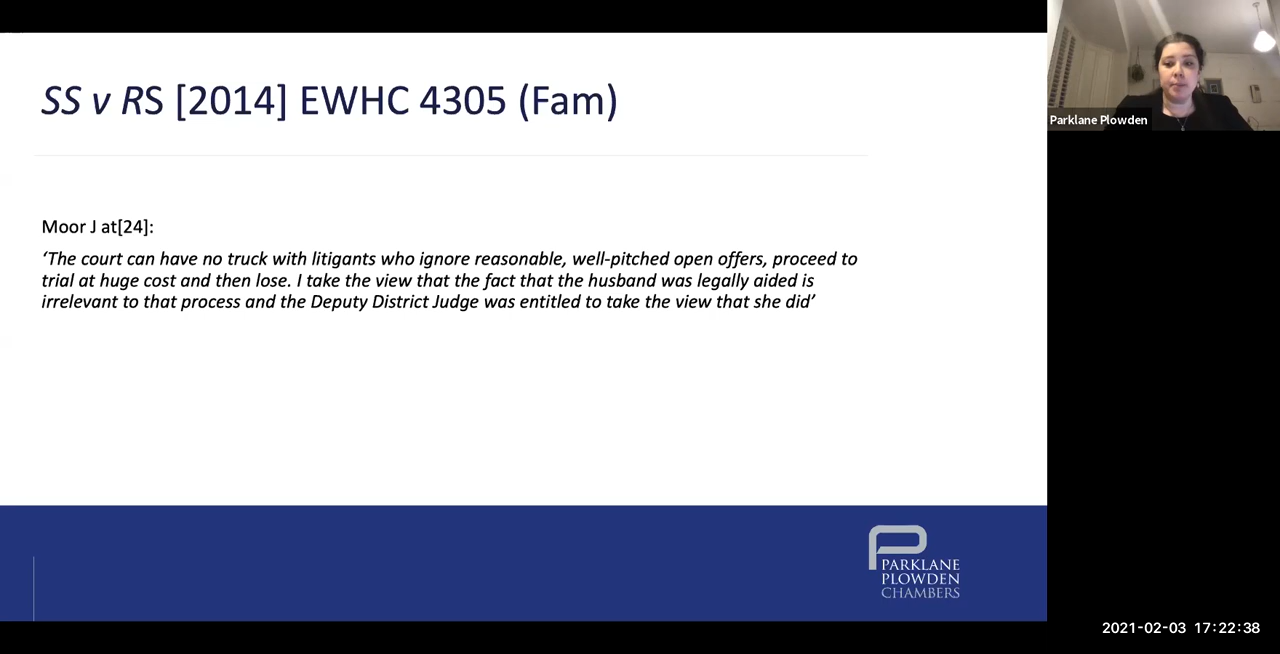 SS v RS [2014] EWHC 4305 (Fam)
Moor J at[24]:
‘The court can have no truck with litigants who ignore reasonable, well-pitched open offers, proceed to
trial at huge cost and then lose. I take the view that the fact that the husband was legally aided is
irrelevant to that process and the Deputy District Judge was entitled to take the view that she did’
PARKLANE
PLOWDEN
CHAMBERS
Parklane Plowden
2021-02-03 17:22:38